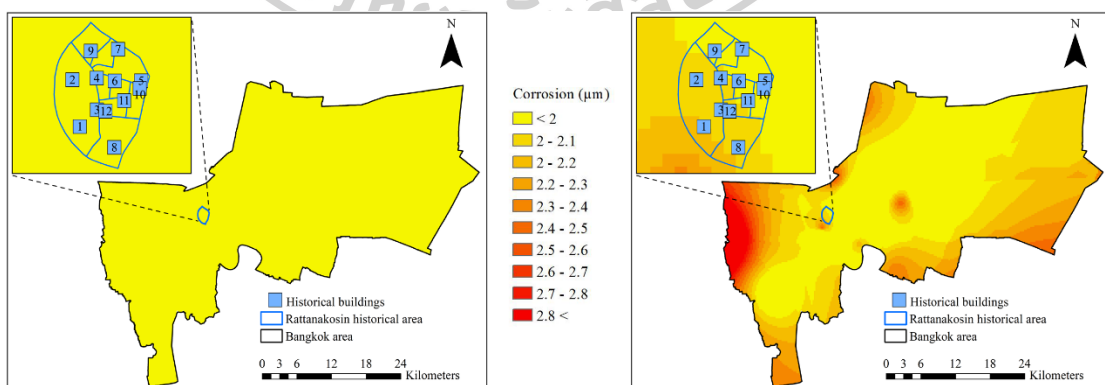 N
9 7
2 4 6 5
10
11
3 12
1
8
Historical buildings
Rattanakosin historical area
Bangkok area
0 3 6 12 18 24
Kilometers
Corrosion (µm)
< 2
2 - 2.1
2 - 2.2
2.2 - 2.3
2.3 - 2.4
2.4 - 2.5
2.5 - 2.6
2.6 - 2.7
2.7 - 2.8
2.8 <
N
9 7
2 4 6 5
10
11
3 12
1
8
Historical buildings
Rattanakosin historical area
Bangkok area
0 3 6 12 18 24
Kilometers